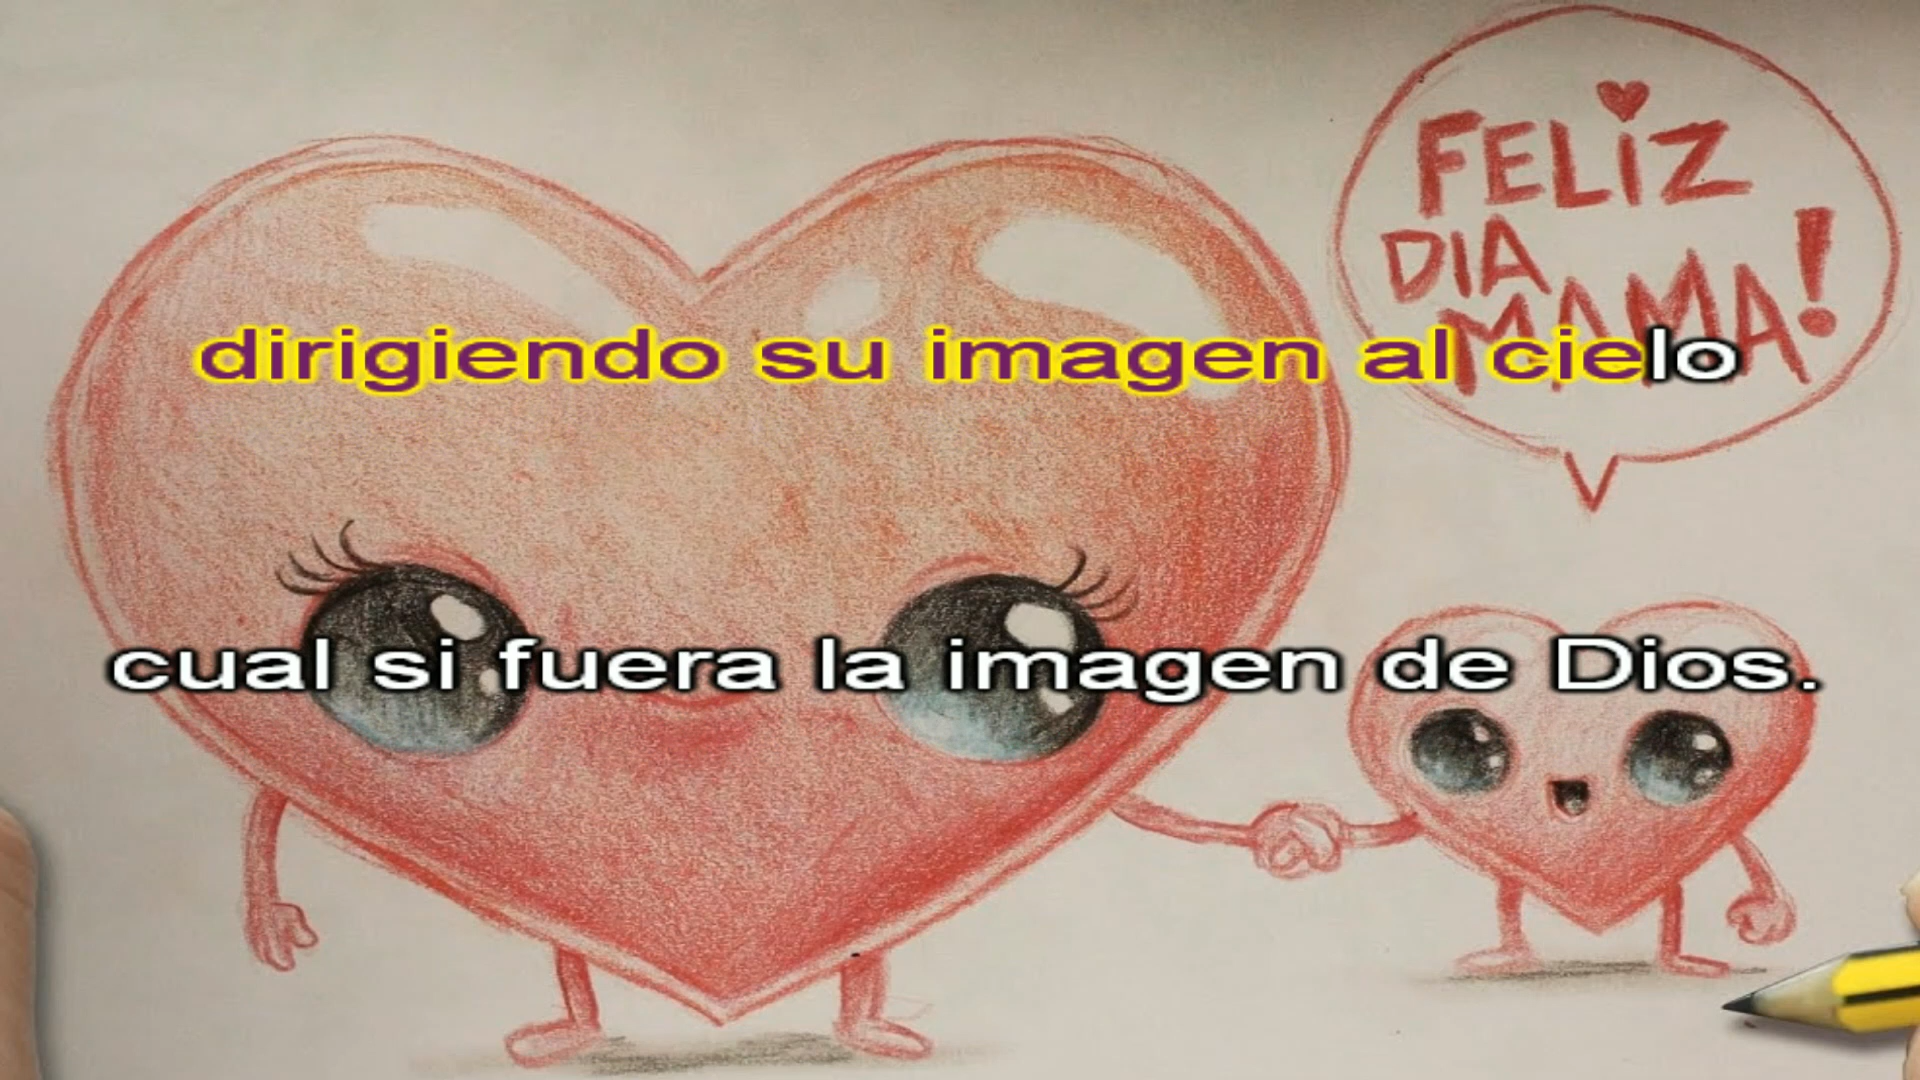 FELIZ
DIA
MAMA!
dirigiendo su imagen al cielo
cual si fuera la imagen de Dios.